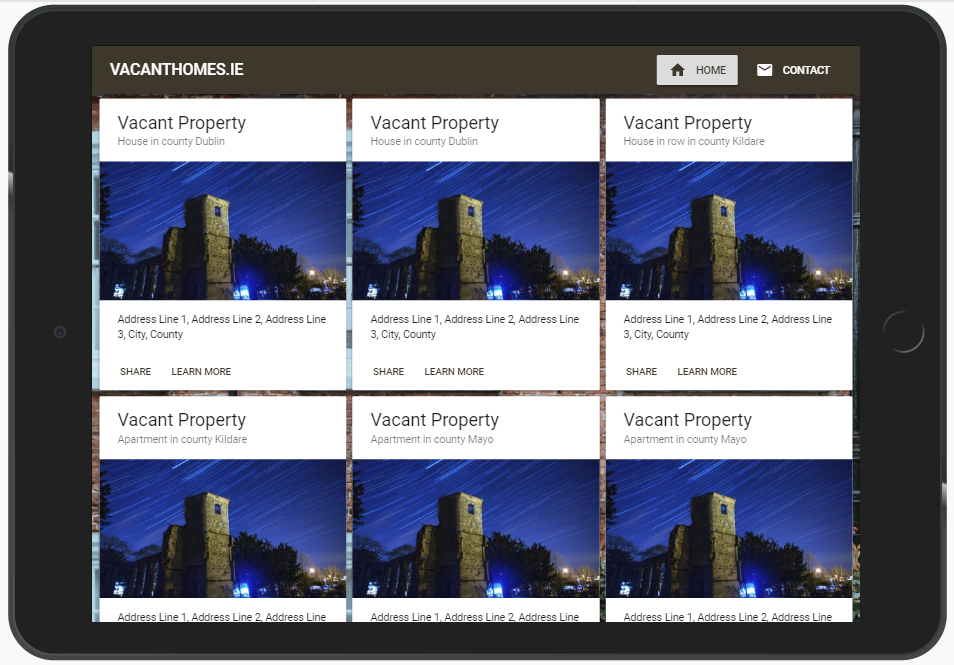 VACANTHOMES.IE HOME CONTACT
Vacant Property Vacant Property Vacant Property
House in county Dublin House in county Dublin House in row in county Kildare
Address Line 1, Address Line 2, Address Line Address Line 1, Address Line 2, Address Line Address Line 1, Address Line 2, Address Line
3, City, County 3, City, County 3, City, County
SHARE LEARN MORE SHARE LEARN MORE SHARE LEARN MORE
Vacant Property Vacant Property Vacant Property
Apartment in county Kildare Apartment in county Mayo Apartment in county Mayo
Address Line 1, Address Line 2, Address Line Address Line 1, Address Line 2, Address Line Address Line 1, Address Line 2, Address Line